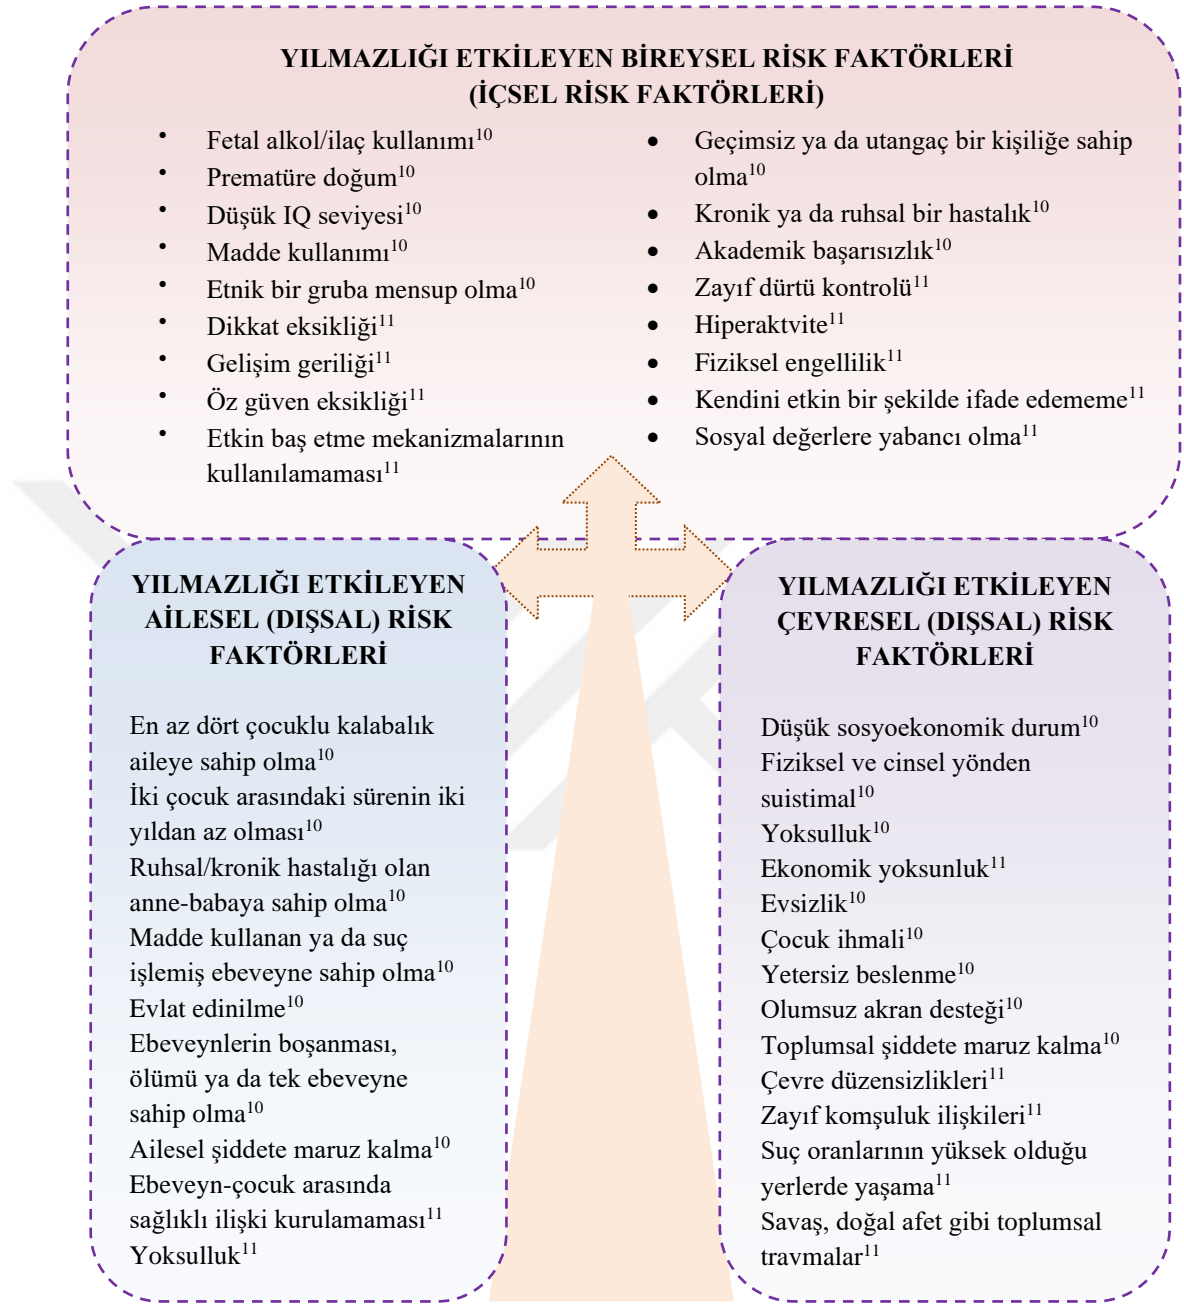 YILMAZLIĞI ETKİLEYEN BİREYSEL RİSK FAKTÖRLERİ
(İÇSEL RİSK FAKTÖRLERİ)
• Fetal alkol/ilaç kullanımı10
• Prematüre doğum10
• Düşük IQ seviyesi10
• Madde kullanımı10
• Etnik bir gruba mensup olma10
• Dikkat eksikliği11
• Gelişim geriliği11
• Öz güven eksikliği11
• Etkin baş etme mekanizmalarının
kullanılamaması11
• Geçimsiz ya da utangaç bir kişiliğe sahip
olma10
• Kronik ya da ruhsal bir hastalık10
• Akademik başarısızlık10
• Zayıf dürtü kontrolü11
• Hiperaktvite11
• Fiziksel engellilik11
• Kendini etkin bir şekilde ifade edememe11
• Sosyal değerlere yabancı olma11
YILMAZLIĞI ETKİLEYEN
AİLESEL (DIŞSAL) RİSK
FAKTÖRLERİ
En az dört çocuklu kalabalık
aileye sahip olma10
İki çocuk arasındaki sürenin iki
yıldan az olması10
Ruhsal/kronik hastalığı olan
anne-babaya sahip olma10
Madde kullanan ya da suç
işlemiş ebeveyne sahip olma10
Evlat edinilme10
Ebeveynlerin boşanması,
ölümü ya da tek ebeveyne
sahip olma10
Ailesel şiddete maruz kalma10
Ebeveyn-çocuk arasında
sağlıklı ilişki kurulamaması11
Yoksulluk11
YILMAZLIĞI ETKİLEYEN
ÇEVRESEL (DIŞSAL) RİSK
FAKTÖRLERİ
Düşük sosyoekonomik durum10
Fiziksel ve cinsel yönden
suistimal10
Yoksulluk10
Ekonomik yoksunluk11
Evsizlik10
Çocuk ihmali10
Yetersiz beslenme10
Olumsuz akran desteği10
Toplumsal şiddete maruz kalma10
Çevre düzensizlikleri11
Zayıf komşuluk ilişkileri11
Suç oranlarının yüksek olduğu
yerlerde yaşama11
Savaş, doğal afet gibi toplumsal
travmalar11